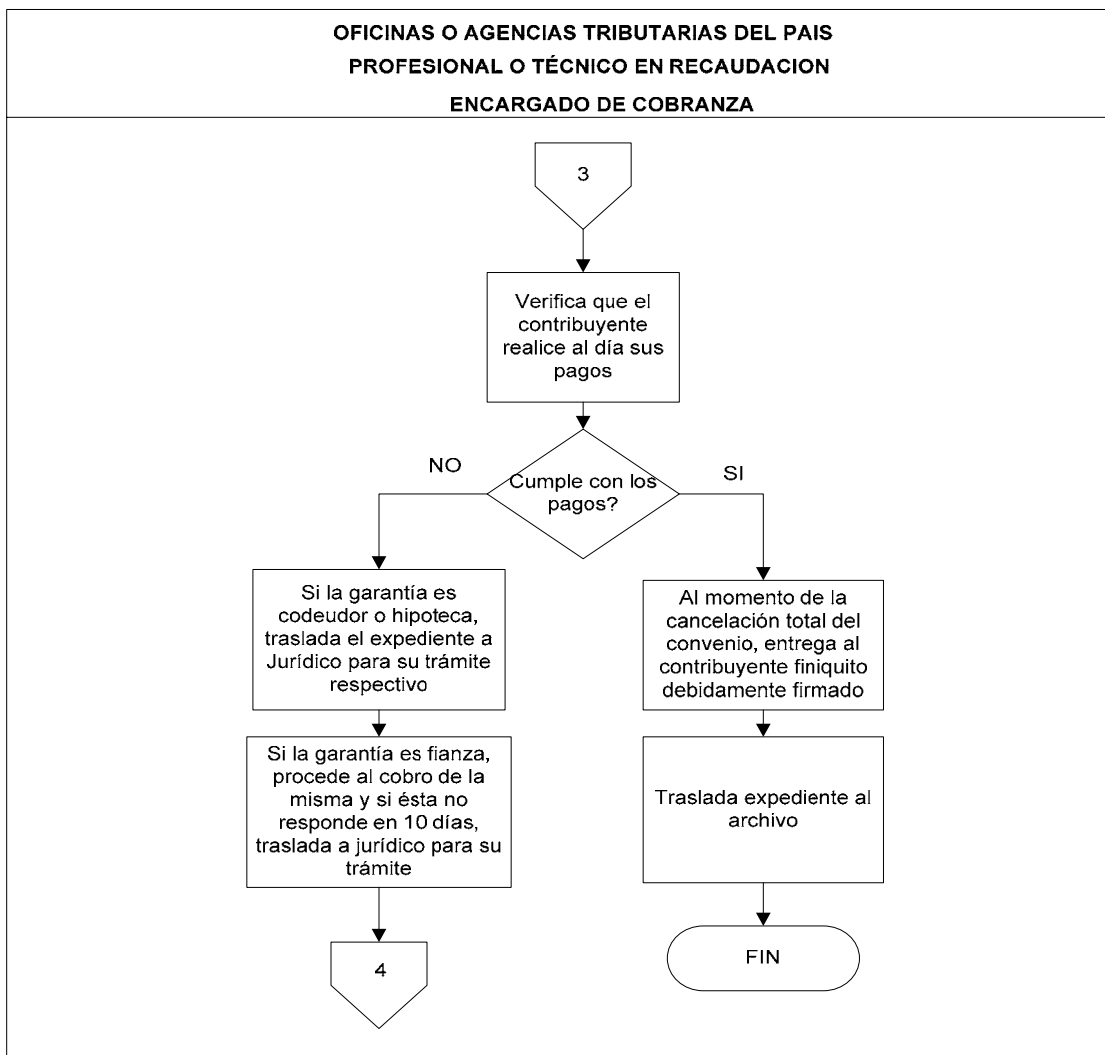 OFICINAS O AGENCIAS TRIBUTARIAS DEL PAIS
PROFESIONAL O TÉCNICO EN RECAUDACION
ENCARGADO DE COBRANZA
3
Verifica que el
contribuyente
realice al día sus
pagos
Cumple con los
pagos?
NO
SI
Si la garantía es
codeudor o hipoteca,
traslada el expediente a
Jurídico para su trámite
respectivo
Al momento de la
cancelación total del
convenio, entrega al
contribuyente finiquito
debidamente firmado
Si la garantía es fianza,
procede al cobro de la
misma y si ésta no
responde en 10 días,
traslada a jurídico para su
trámite
Traslada expediente al
archivo
4
FIN